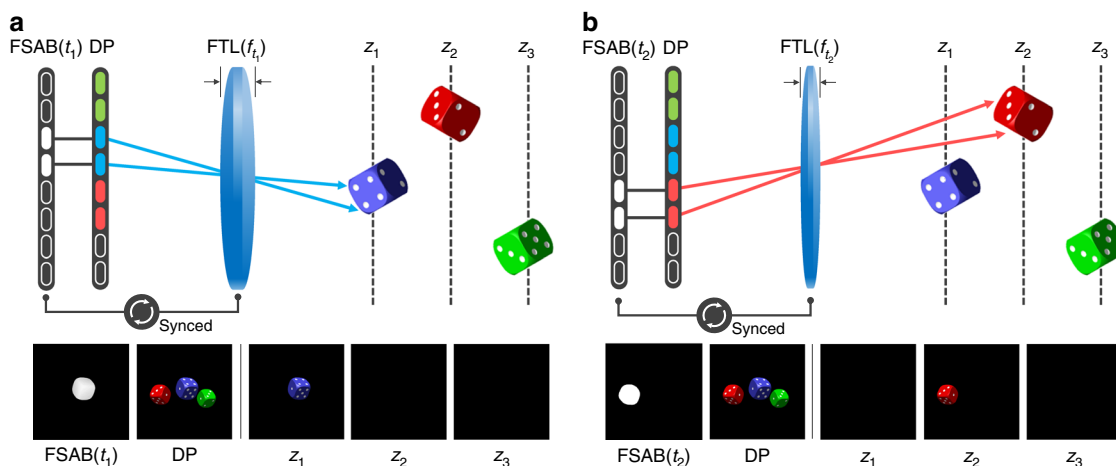 a
FSAB(t₁) DP FTL(fₜ₁) z₁ z₂ z₃
Synced
FSAB(t₁) DP z₁ z₂ z₃
b
FSAB(t₂) DP FTL(fₜ₂) z₁ z₂ z₃
Synced
FSAB(t₂) DP z₁ z₂ z₃